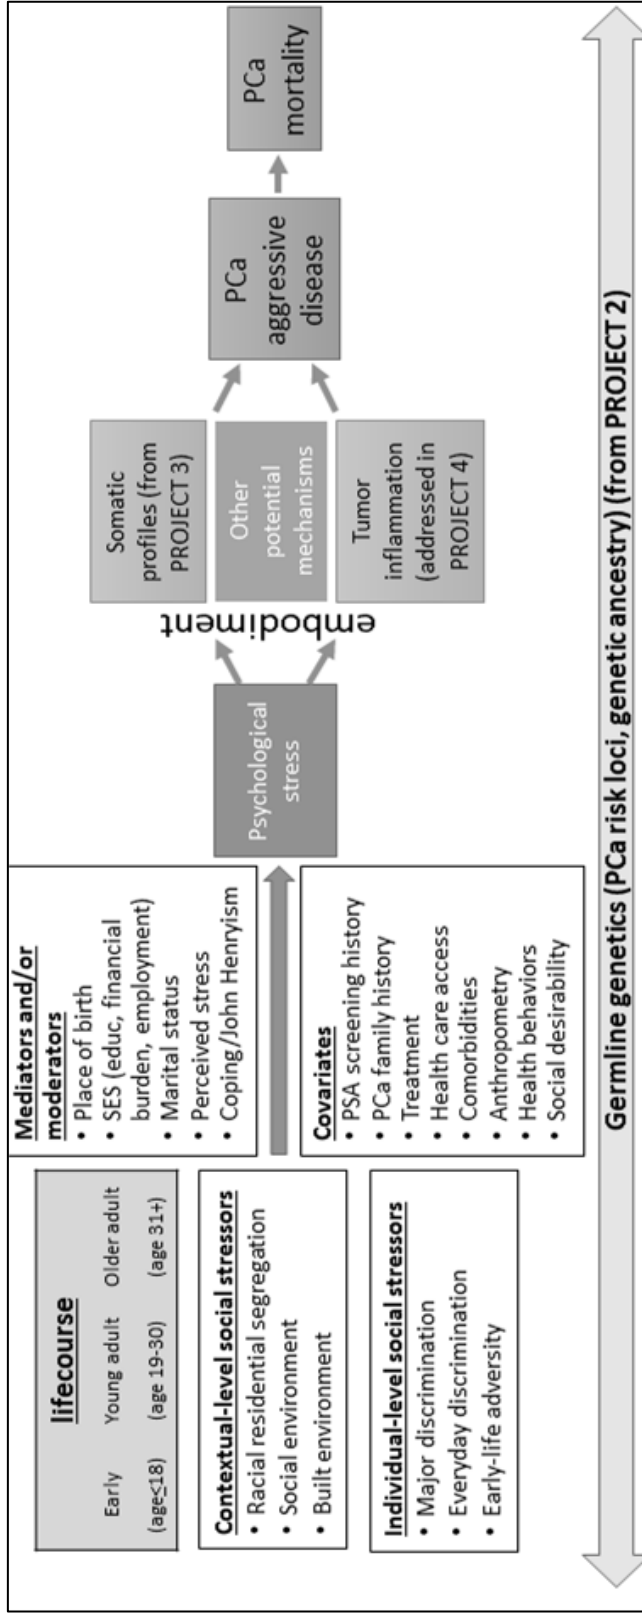 lifecourse
Early Young adult Older adult
(age≤18) (age 19-30) (age 31+)
Contextual-level social stressors
• Racial residential segregation
• Social environment
• Built environment
Individual-level social stressors
• Major discrimination
• Everyday discrimination
• Early-life adversity
Mediators and/or
moderators
• Place of birth
• SES (educ, financial
burden, employment)
• Marital status
• Perceived stress
• Coping/John Henryism
Covariates
• PSA screening history
• PCa family history
• Treatment
• Health care access
• Comorbidities
• Anthropometry
• Health behaviors
• Social desirability
Psychological
stress
embodiment
Somatic
profiles (from
PROJECT 3)
Other
potential
mechanisms
Tumor
inflammation
(addressed in
PROJECT 4)
PCa
aggressive
disease
PCa
mortality
Germline genetics (PCa risk loci, genetic ancestry) (from PROJECT 2)